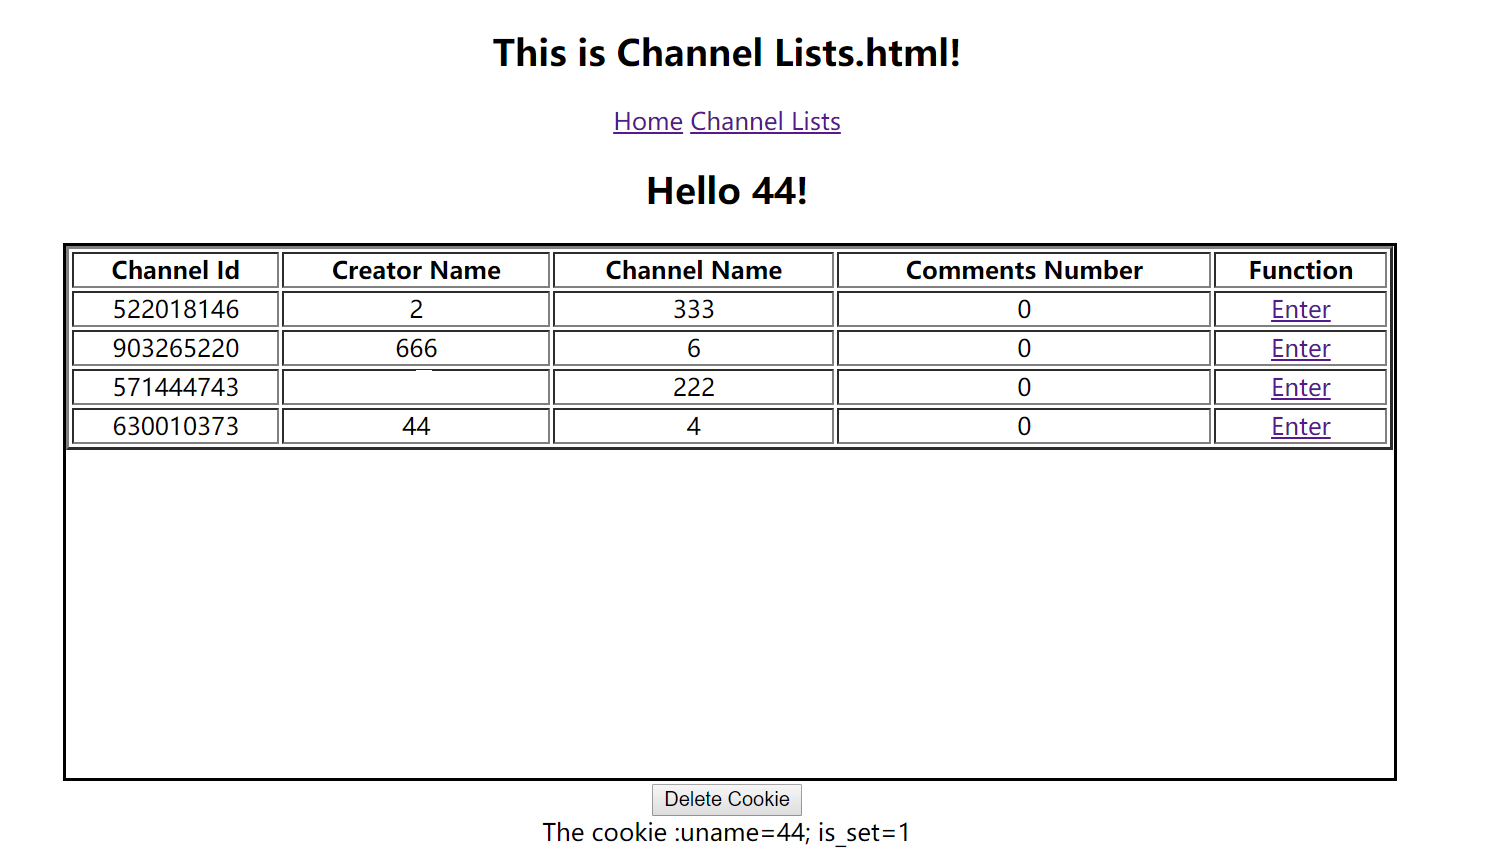 This is Channel Lists.html!
Home Channel Lists
Hello 44!
Channel Id Creator Name Channel Name Comments Number Function
522018146 2 333 0 Enter
903265220 666 6 0 Enter
571444743 222 0 Enter
630010373 44 4 0 Enter
Delete Cookie
The cookie :uname=44; is_set=1